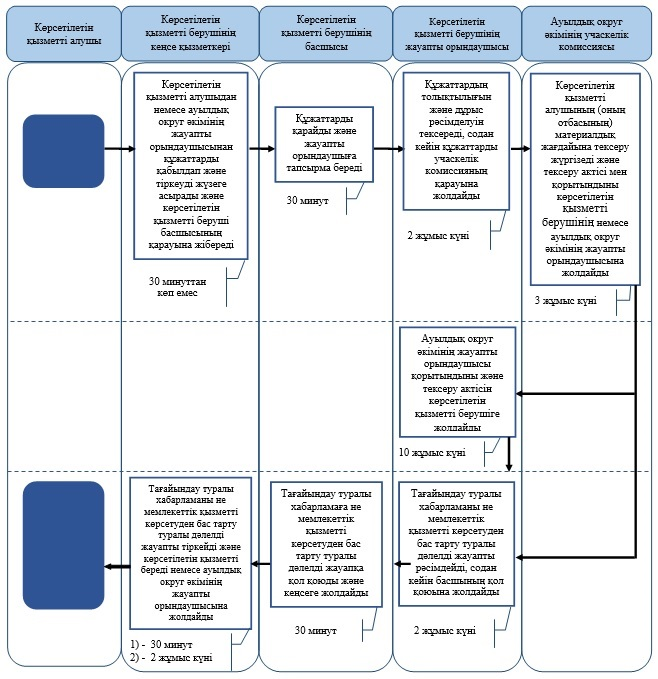 Көрсетілетін
қызметті алушы
Көрсетілетін
қызметті берушінің
кеңсе қызметкері
Көрсетілетін
қызметті берушінің
басшысы
Көрсетілетін
қызметті берушінің
жауапты орындаушысы
Ауылдық округ
әкімінің учаскелік
комиссиясы
Көрсетілетін
қызметті алушыдан
немесе ауылдық
округ әкімінің
жауапты
орындаушысынан
құжаттарды
қабылдап және
тіркеуді жүзеге
асырады және
көрсетілетін
қызметті беруші
басшысының
қарауына жібереді
30 минуттан
көп емес
Құжаттарды
қарайды және
жауапты
орындаушыға
тапсырма береді
30 минут
Құжаттардың
толықтылығын
және дұрыс
рәсімделуін
тексереді, содан
кейін құжаттарды
учаскелік
комиссияның
қарауына
жолдайды
2 жұмыс күні
Көрсетілетін
қызметті
алушының (оның
отбасының)
материалдық
жағдайына тексеру
жүргізеді және
тексеру актісі мен
қорытындыны
көрсетілетін
қызметті
берушінің немесе
ауылдық округ
әкімінің жауапты
орындаушысына
жолдайды
3 жұмыс күні
Ауылдық округ
әкімінің жауапты
орындаушысы
қорытындыны және
тексеру актісін
көрсетілетін
қызметті берушіге
жолдайды
10 жұмыс күні
Тағайындау туралы
хабарламаны не
мемлекеттік қызметті
көрсетуден бас тарту
туралы дәлелді
жауапты тіркейді және
көрсетілетін қызметті
береді немесе ауылдық
округ әкімінің
жауапты
орындаушысына
жолдайды
1) - 30 минут
2) - 2 жұмыс күні
Тағайындау туралы
хабарламаға не
мемлекеттік
қызметті
көрсетуден бас
тарту туралы
дәлелді жауапқа
қол қоюды және
кеңсеге жолдайды
30 минут
Тағайындау туралы
хабарламаны не
мемлекеттік
қызметті көрсетуден
бас тарту туралы
дәлелді жауапты
рәсімдейді, содан
кейін басшының қол
қоюына жолдайды
2 жұмыс күні